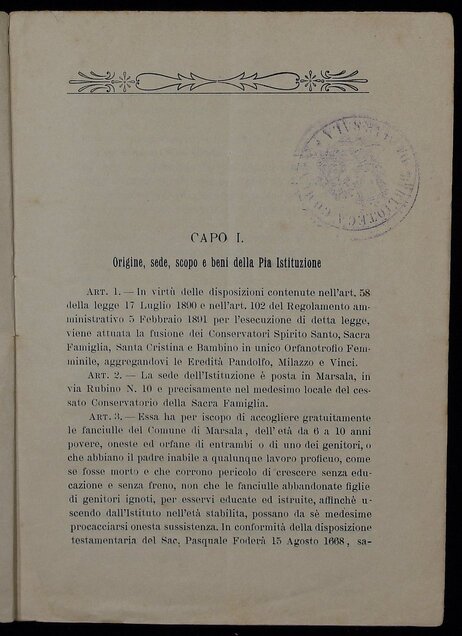 CAPO I.
Origine, sede, scopo e beni della Pia Istituzione
ART. 1. — In virtù delle disposizioni contenute nell'art. 58
della legge 17 Luglio 1890 e nell'art. 102 del Regolamento am-
ministrativo 5 Febbraio 1891 per l'esecuzione di detta legge,
viene attuata la fusione dei Conservatori Spirito Santo, Sacra
Famiglia, Santa Cristina e Bambino in unico Orfanotrofio Fem-
minile, aggregandovi le Eredità Pandolfo, Milazzo e Vinci.
ART. 2. — La sede dell'Istituzione é posta in Marsala, in
via Rubino N. 10 e precisamente nel medesimo locale del ces-
sato Conservatorio della Sacra Famiglia.
ART. 3. — Essa ha per iscopo di accogliere gratuitamente
le fanciulle del Comune di Marsala, dell'età da 6 a 10 anni
povere, oneste ed orfane di entrambi o di uno dei genitori, o
che abbiano il padre inabile a qualunque lavoro proficuo, come
se fosse morto e che corrono pericolo di crescere senza edu-
cazione e senza freno, non che le fanciulle abbandonate figlie
di genitori ignoti, per esservi educate ed istruite, affinchè u-
scendo dall'Istituto nell'età stabilita, possano da sè medesime
procacciarsi onesta sussistenza. In conformità della disposizione
testamentaria del Sac, Pasquale Foderà 15 Agosto 1668, sa-
BIBLIOTECA